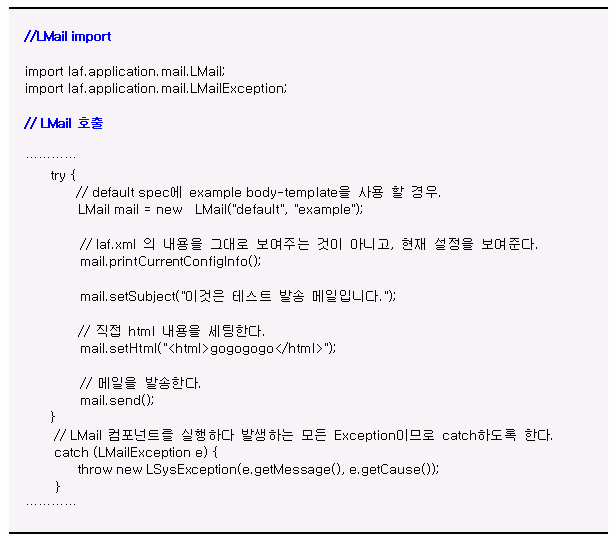 //LMail import
import laf.application.mail.LMail;
import laf.application.mail.LMailException;
// LMail 호출
…………
try {
// default spec에 example body-template을 사용 할 경우.
LMail mail = new LMail("default", "example");
// laf.xml 의 내용을 그대로 보여주는 것이 아니고, 현재 설정을 보여준다.
mail.printCurrentConfigInfo();
mail.setSubject("이것은 테스트 발송 메일입니다.");
// 직접 html 내용을 세팅한다.
mail.setHtml("<html>gogogogo</html>");
// 메일을 발송한다.
mail.send();
}
// LMail 컴포넌트를 실행하다 발생하는 모든 Exception이므로 catch하도록 한다.
catch (LMailException e) {
throw new LSysException(e.getMessage(), e.getCause());
}
…………